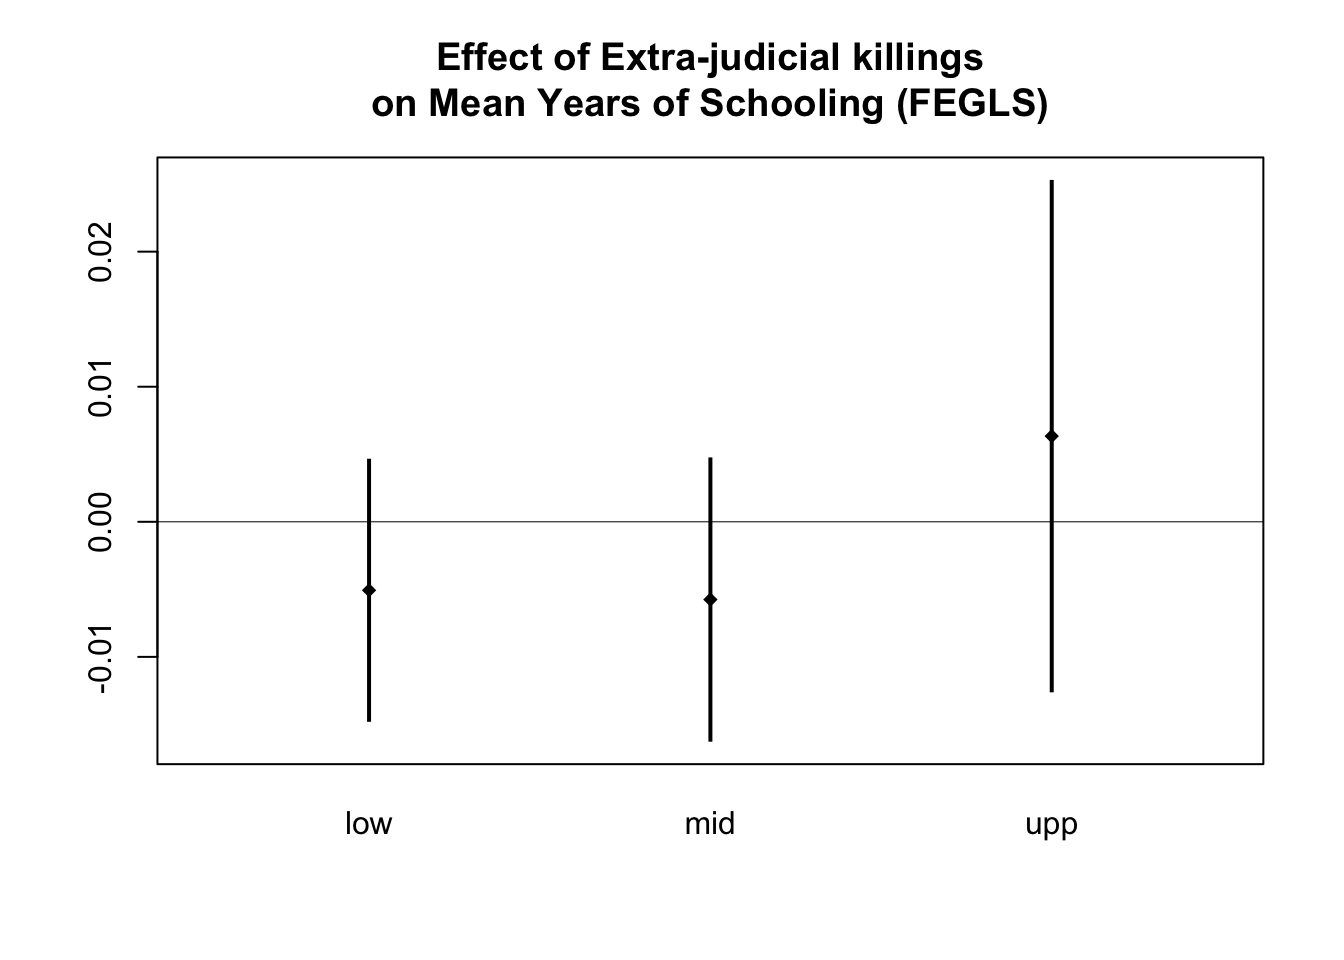 Effect of Extra-judicial killings
on Mean Years of Schooling (FEGLS)
0.02
0.01
0.00
-0.01
low mid upp